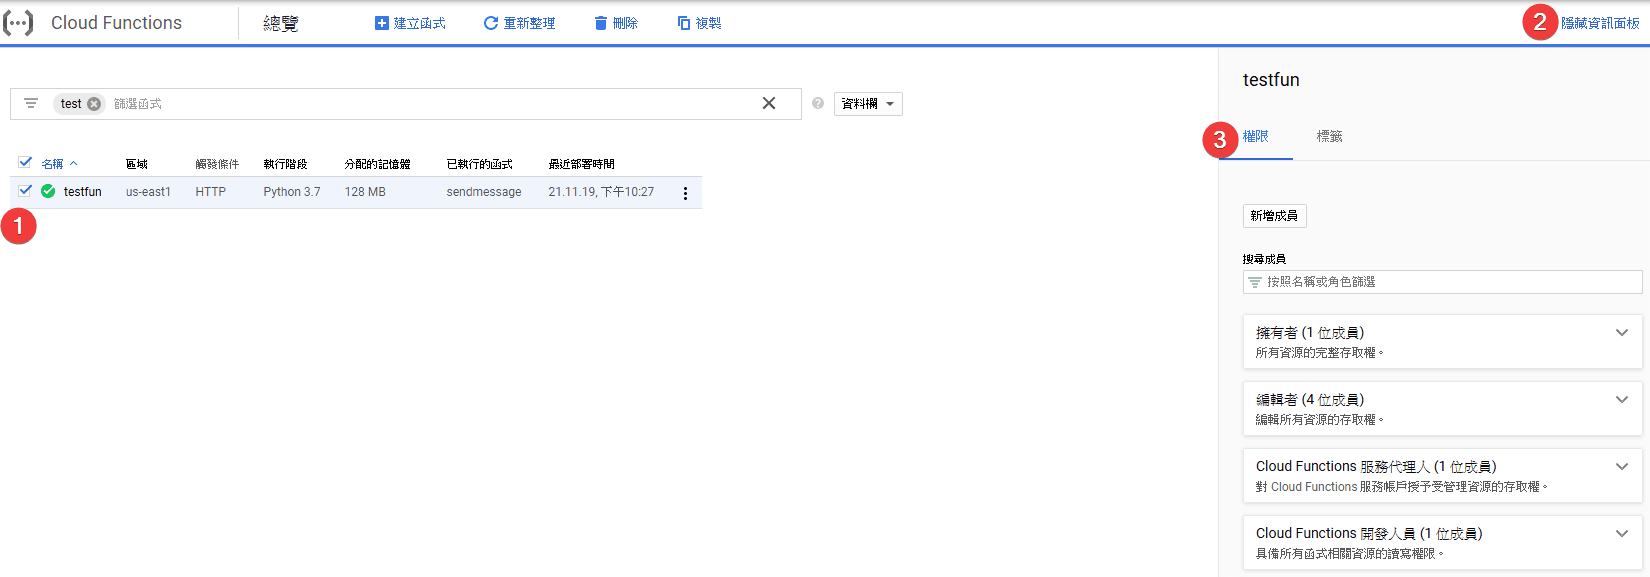 Cloud Functions 總覽 建立函式 重新整理 刪除 複製 2 隱藏資訊面板
testfun
test 篩選函式 資料欄
3 權限 標籤
名稱 區域 觸發條件 執行階段 分配的記憶體 已執行的函式 最近部署時間
testfun us-east1 HTTP Python 3.7 128 MB sendmessage 21.11.19, 下午10:27
1
新增成員
搜尋成員
按照名稱或角色篩選
擁有者 (1 位成員)
所有資源的完整存取權。
編輯者 (4 位成員)
編輯所有資源的存取權。
Cloud Functions 服務代理人 (1 位成員)
對 Cloud Functions 服務帳戶授予受管理資源的存取權。
Cloud Functions 開發人員 (1 位成員)
具備所有函式相關資源的讀寫權限。